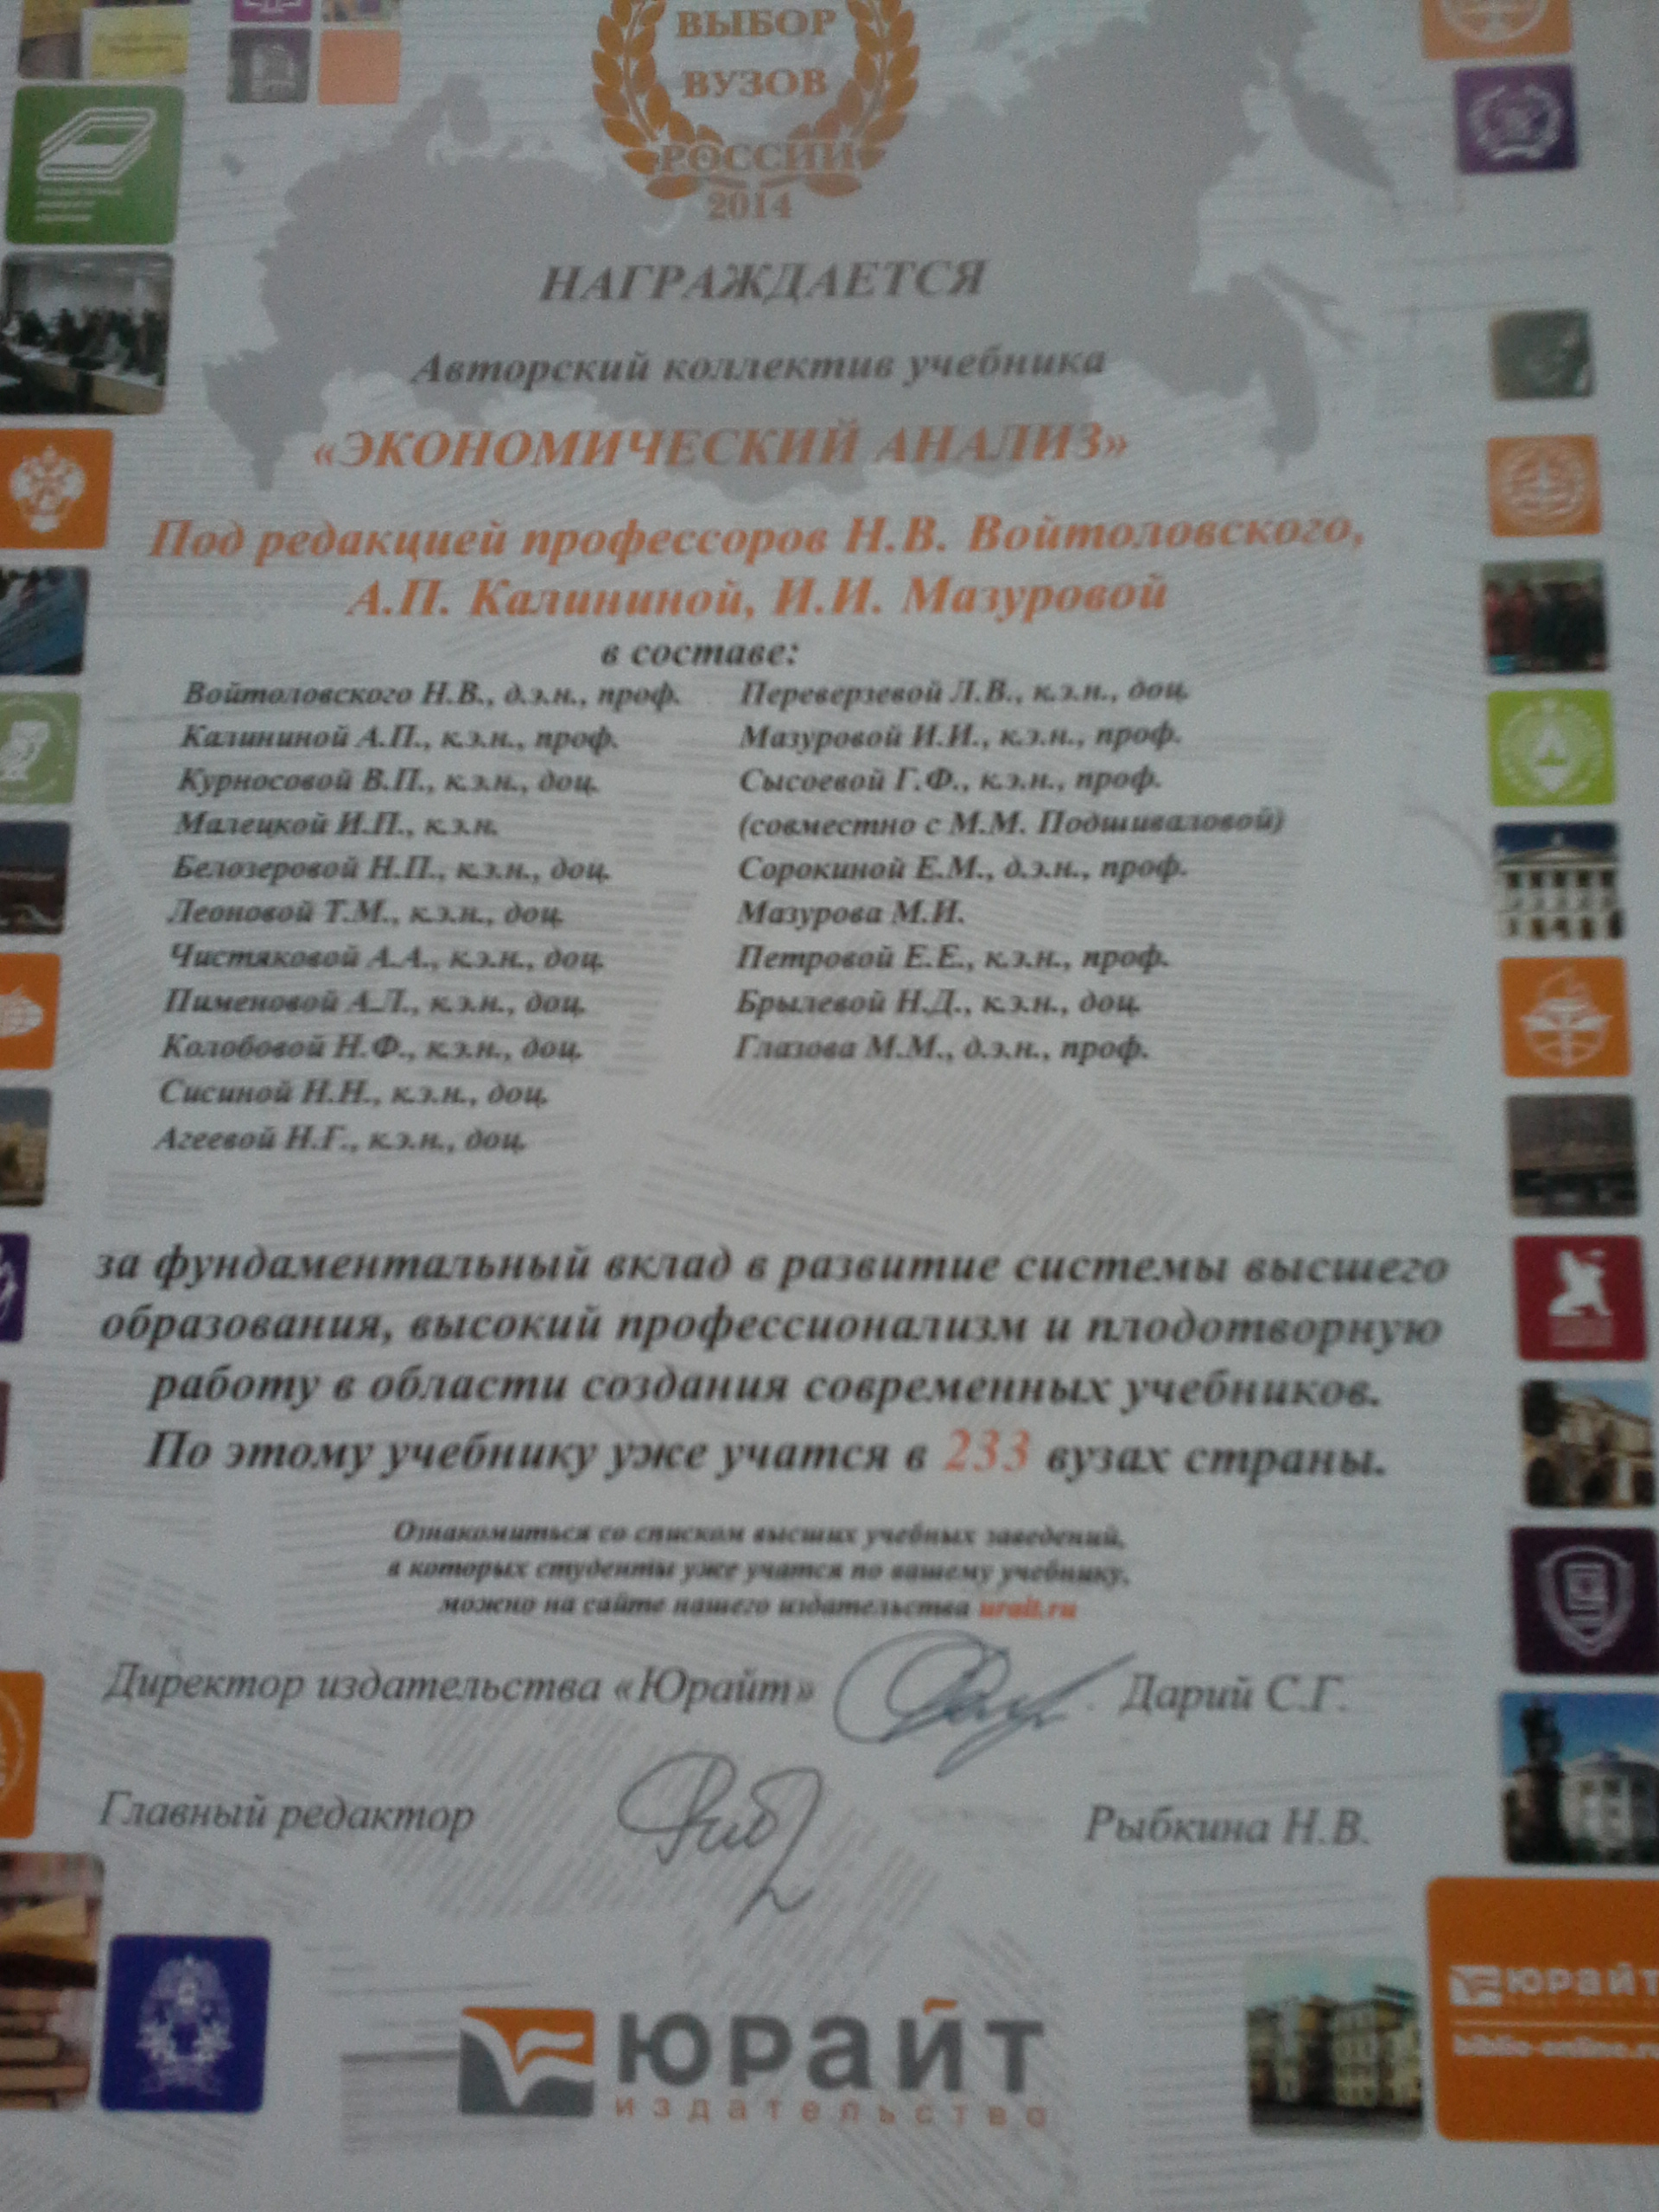 ВЫБОР
ВУЗОВ
РОССИИ
2014
НАГРАЖДАЕТСЯ
Авторский коллектив учебника
«ЭКОНОМИЧЕСКИЙ АНАЛИЗ»
Под редакцией профессоров Н.В. Войтоловского,
А.П. Калининой, И.И. Мазуровой
в составе:
Войтоловского Н.В., д.э.н., проф.
Калининой А.П., к.э.н., проф.
Курносовой В.П., к.э.н., доц.
Малецкой И.П., к.э.н.
Белозеровой Н.П., к.э.н., доц.
Леоновой Т.М., к.э.н., доц.
Чистяковой А.А., к.э.н., доц.
Пименовой А.Л., к.э.н., доц.
Колобовой Н.Ф., к.э.н., доц.
Сисиной Н.Н., к.э.н., доц.
Агеевой Н.Г., к.э.н., доц.
Переверзевой Л.В., к.э.н., доц.
Мазуровой И.И., к.э.н., проф.
Сысоевой Г.Ф., к.э.н., проф.
(совместно с М.М. Подшиваловой)
Сорокиной Е.М., д.э.н., проф.
Мазурова М.И.
Петровой Е.Е., к.э.н., проф.
Брылевой Н.Д., к.э.н., доц.
Глазова М.М., д.э.н., проф.
за фундаментальный вклад в развитие системы высшего
образования, высокий профессионализм и плодотворную
работу в области создания современных учебников.
По этому учебнику уже учатся в 233 вузах страны.
Ознакомиться со списком высших учебных заведений,
в которых студенты уже учатся по вашему учебнику,
можно на сайте нашего издательства urait.ru
Директор издательства «Юрайт» Дарий С.Г.
Главный редактор Рыбкина Н.В.
ЮРАЙТ
издательство
ЮРАЙТ
biblio-online.ru